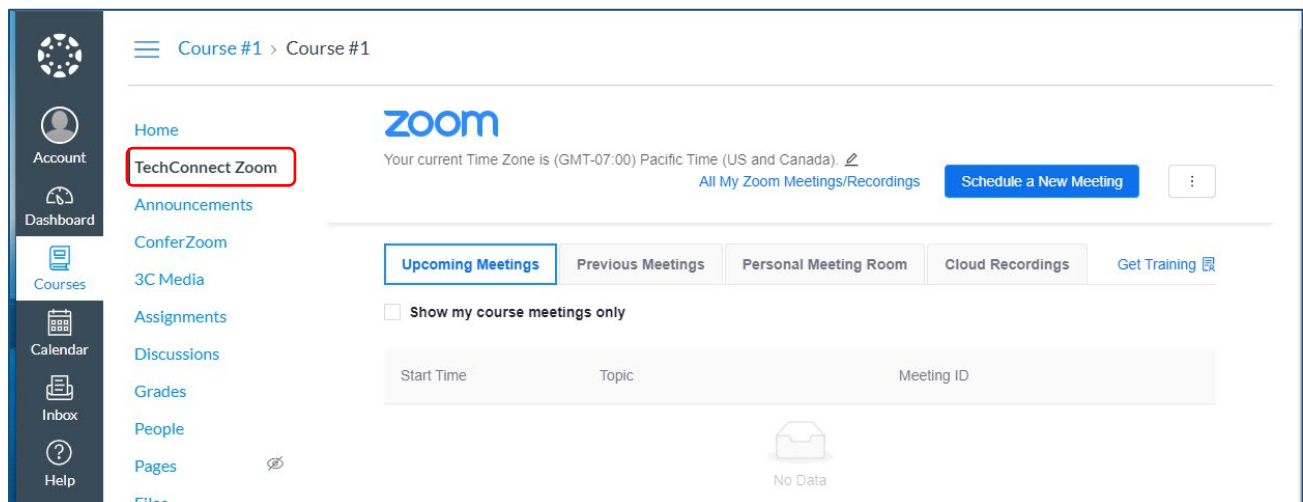 Course #1 > Course #1
Account
Dashboard
Courses
Calendar
Inbox
Help
Home
TechConnect Zoom
Announcements
ConferZoom
3C Media
Assignments
Discussions
Grades
People
Pages
Files
zoom
Your current Time Zone is (GMT-07:00) Pacific Time (US and Canada).
All My Zoom Meetings/Recordings
Schedule a New Meeting
Upcoming Meetings
Previous Meetings
Personal Meeting Room
Cloud Recordings
Get Training
Show my course meetings only
Start Time
Topic
Meeting ID
No Data